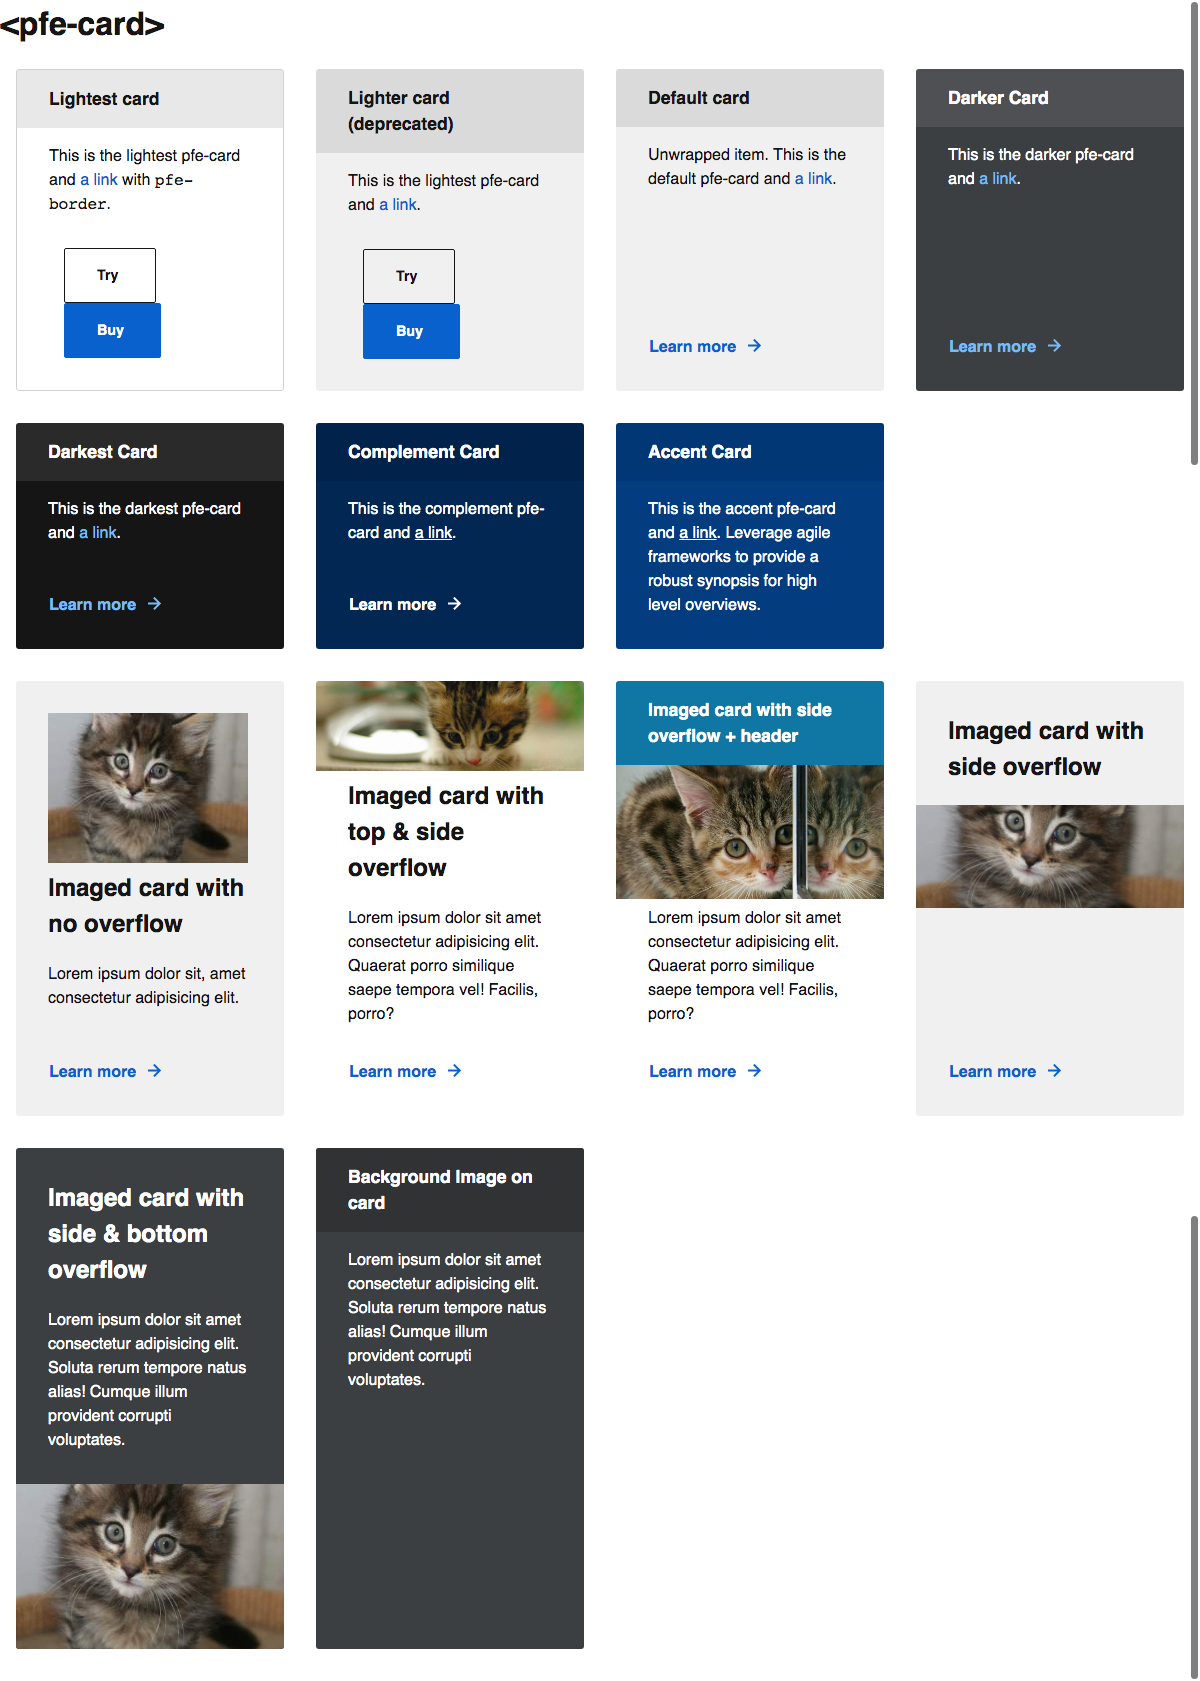 <pfe-card>
Lightest card
This is the lightest pfe-card
and a link with pfe-
border.
Try
Buy
Lighter card
(deprecated)
This is the lightest pfe-card
and a link.
Try
Buy
Default card
Unwrapped item. This is the
default pfe-card and a link.
Learn more →
Darker Card
This is the darker pfe-card
and a link.
Learn more →
Darkest Card
This is the darkest pfe-card
and a link.
Learn more →
Complement Card
This is the complement pfe-
card and a link.
Learn more →
Accent Card
This is the accent pfe-card
and a link. Leverage agile
frameworks to provide a
robust synopsis for high
level overviews.
Imaged card with
no overflow
Lorem ipsum dolor sit, amet
consectetur adipisicing elit.
Learn more →
Imaged card with
top & side
overflow
Lorem ipsum dolor sit amet
consectetur adipisicing elit.
Quaerat porro similique
saepe tempora vel! Facilis,
porro?
Learn more →
Imaged card with side
overflow + header
Lorem ipsum dolor sit amet
consectetur adipisicing elit.
Quaerat porro similique
saepe tempora vel! Facilis,
porro?
Learn more →
Imaged card with
side overflow
Learn more →
Imaged card with
side & bottom
overflow
Lorem ipsum dolor sit amet
consectetur adipisicing elit.
Soluta rerum tempore natus
alias! Cumque illum
provident corrupti
voluptates.
Background Image on
card
Lorem ipsum dolor sit amet
consectetur adipisicing elit.
Soluta rerum tempore natus
alias! Cumque illum
provident corrupti
voluptates.